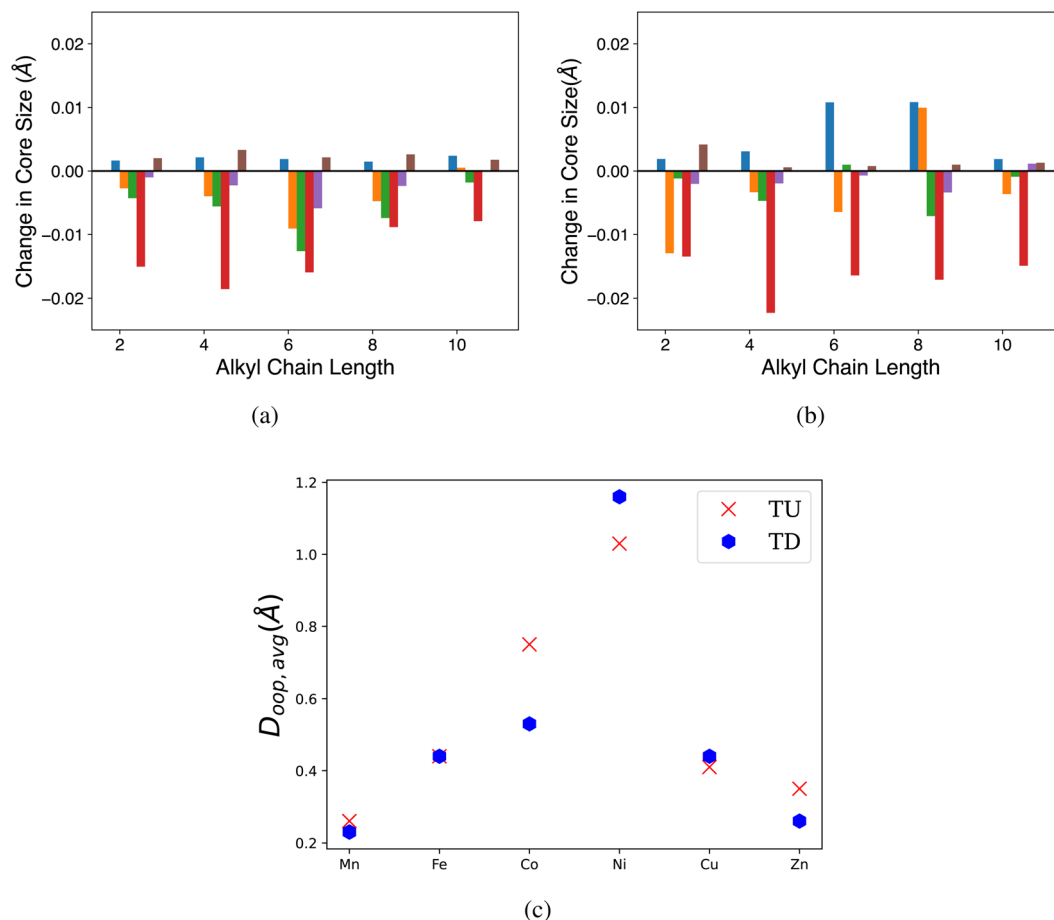 0.02
0.01
0.00
−0.01
−0.02
Change in Core Size (Å)
2 4 6 8 10
Alkyl Chain Length
(a)
0.02
0.01
0.00
−0.01
−0.02
Change in Core Size(Å)
2 4 6 8 10
Alkyl Chain Length
(b)
1.2
1.0
0.8
0.6
0.4
0.2
D_{oop,avg}(Å)
TU
TD
Mn Fe Co Ni Cu Zn
(c)